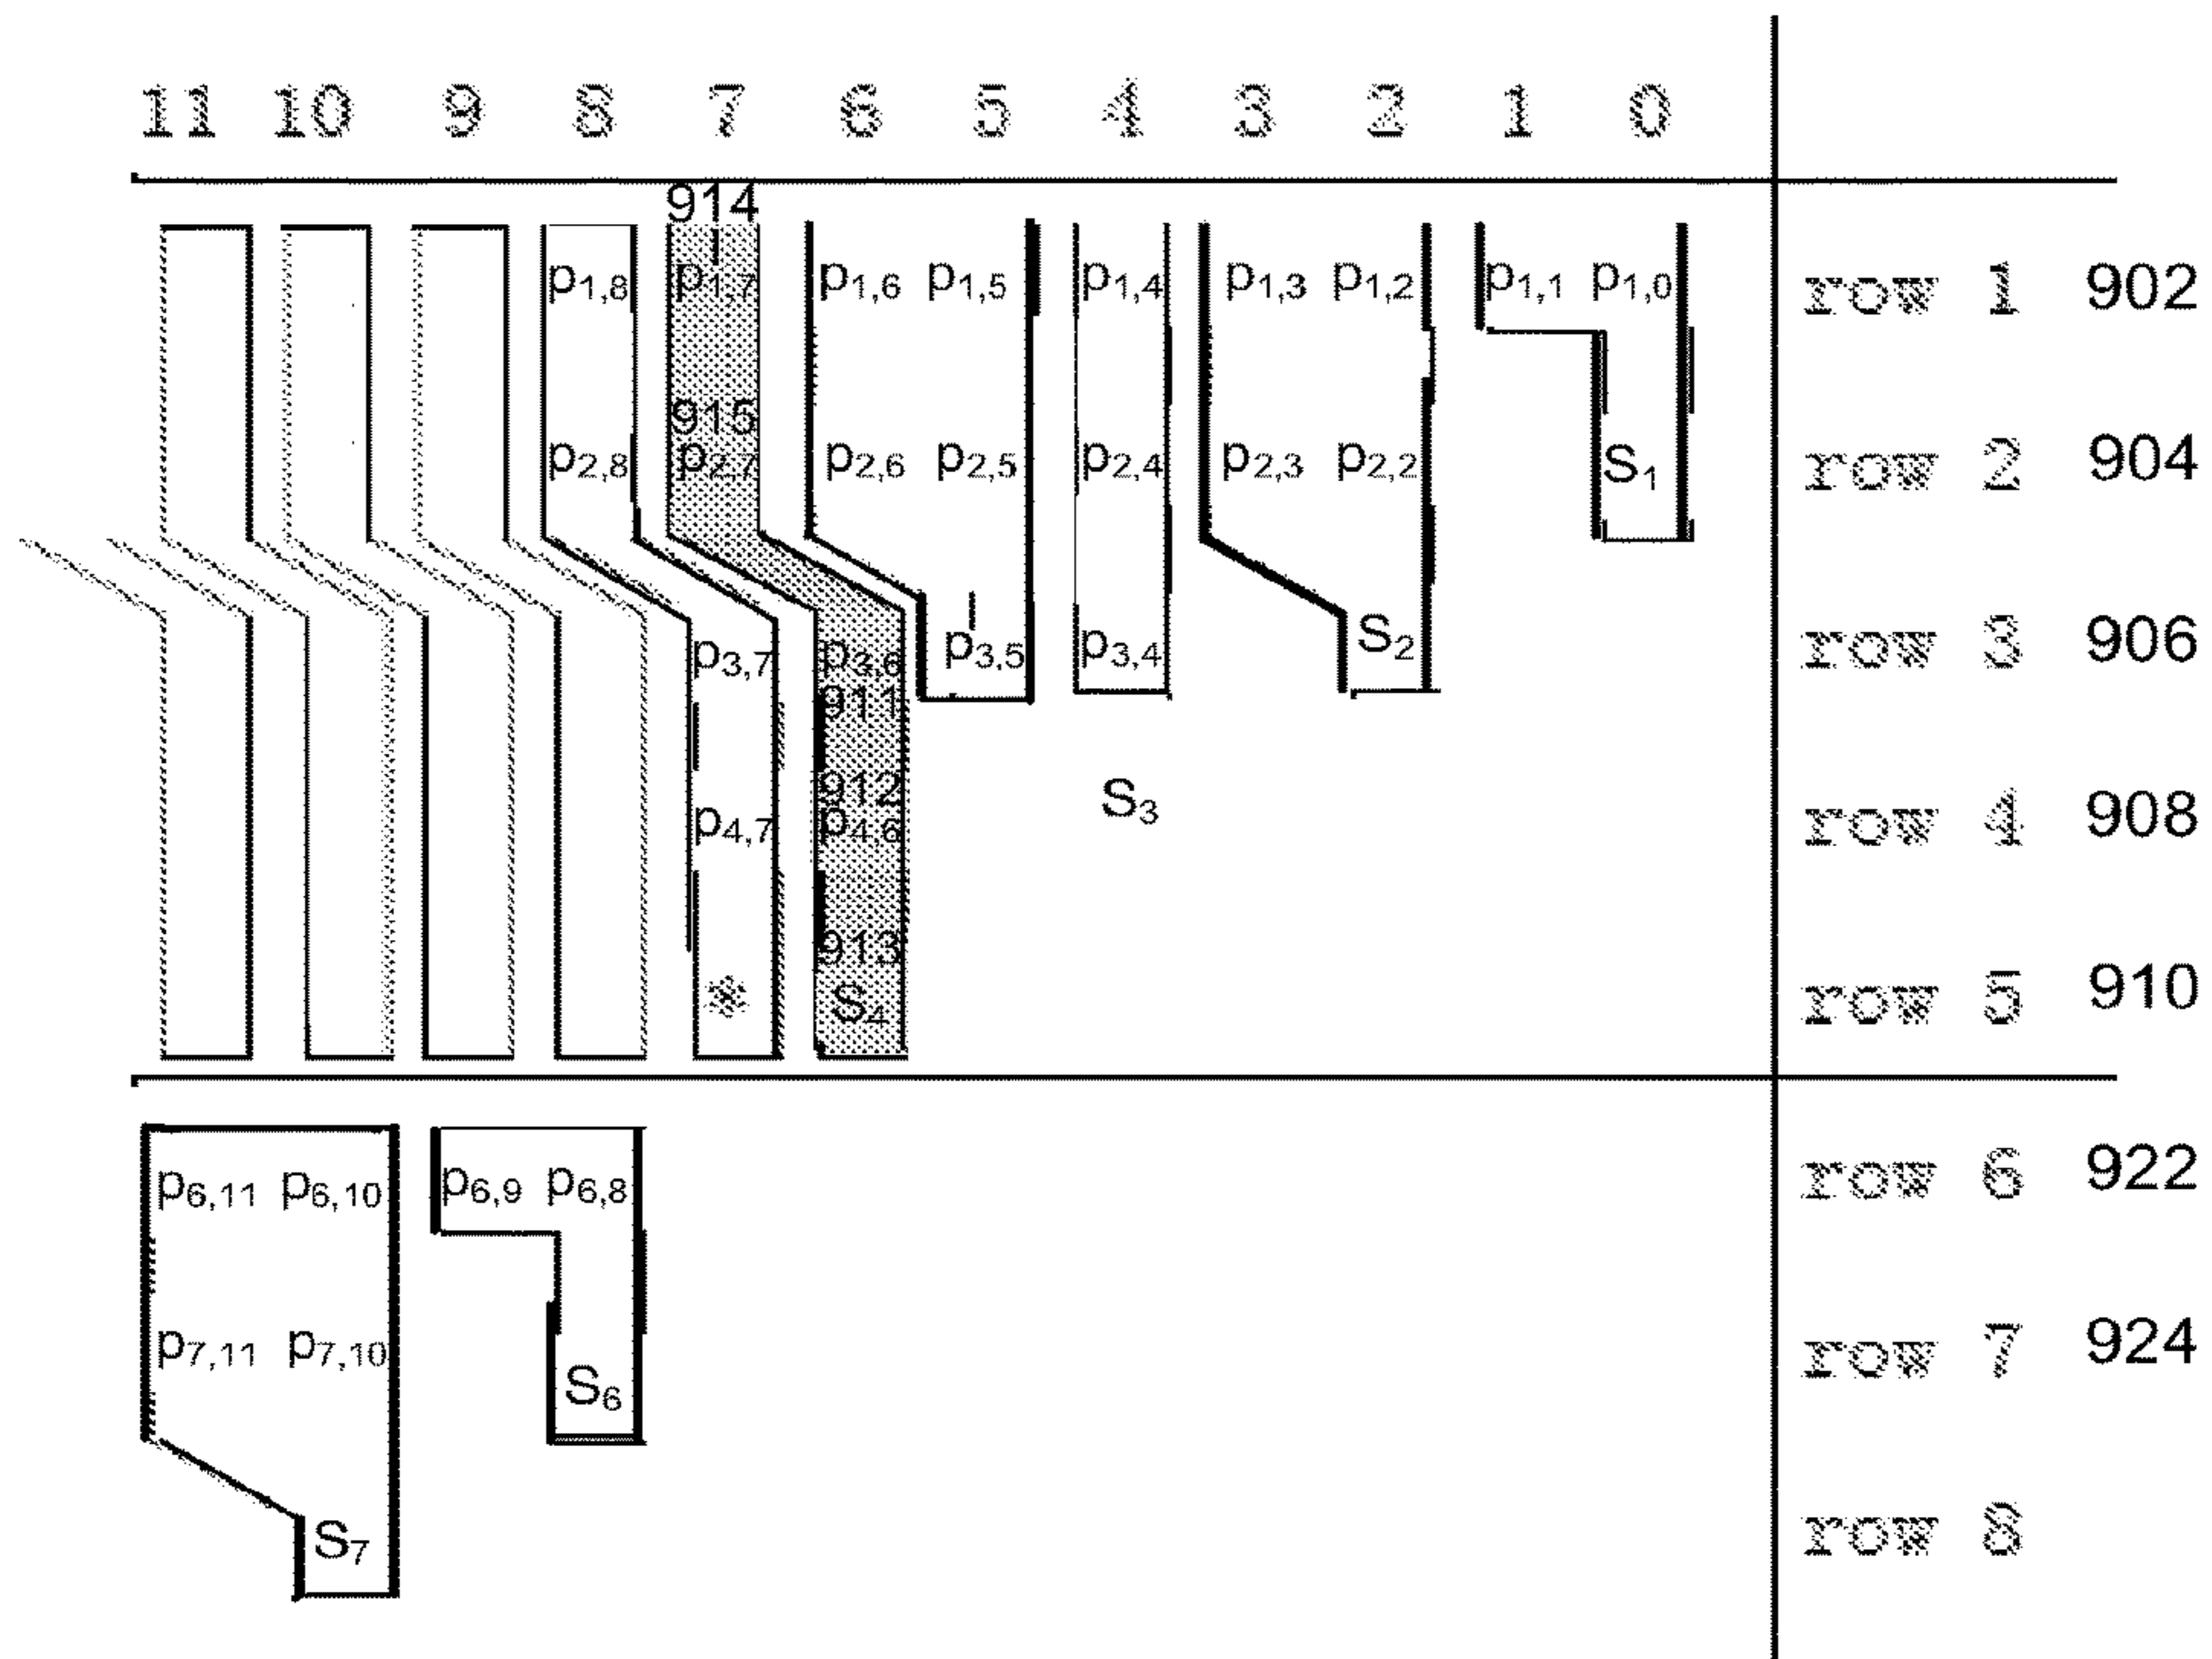 11 10 9 8 7 6 5 4 3 2 1 0
914
p1,8 p1,7 p1,6 p1,5 p1,4 p1,3 p1,2 p1,1 p1,0 row 1 902
915
p2,8 p2,7 p2,6 p2,5 p2,4 p2,3 p2,2 S1 row 2 904
p3,7 p3,6 p3,5 p3,4 S2 row 3 906
911
912
p4,7 p4,6 S3 row 4 908
913
* S4 row 5 910
p6,11 p6,10 p6,9 p6,8 row 6 922
p7,11 p7,10 S6 row 7 924
S7 row 8